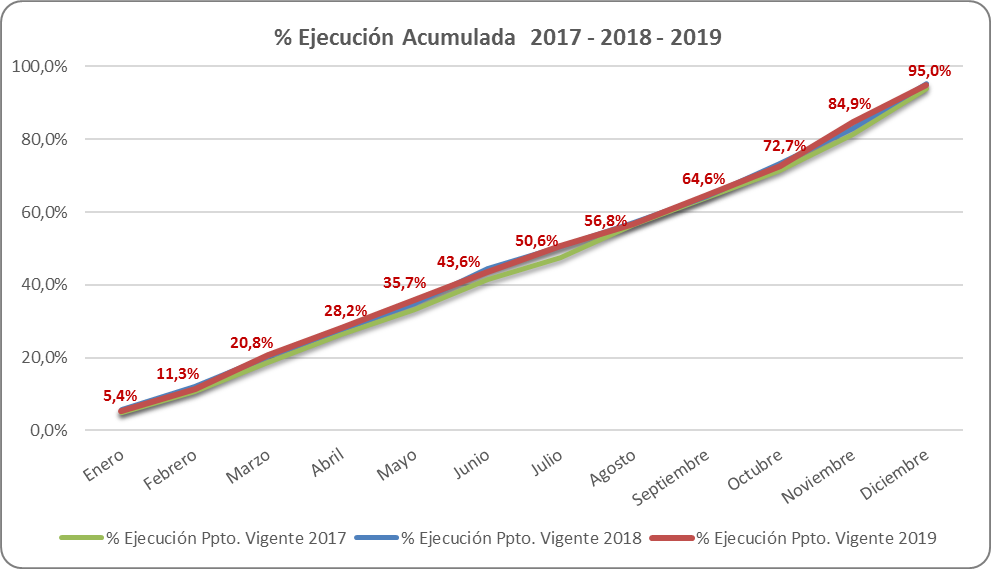 % Ejecución Acumulada 2017 - 2018 - 2019
100,0%
80,0%
60,0%
40,0%
20,0%
0,0%
5,4%
11,3%
20,8%
28,2%
35,7%
43,6%
50,6%
56,8%
64,6%
72,7%
84,9%
95,0%
Enero
Febrero
Marzo
Abril
Mayo
Junio
Julio
Agosto
Septiembre
Octubre
Noviembre
Diciembre
% Ejecución Ppto. Vigente 2017
% Ejecución Ppto. Vigente 2018
% Ejecución Ppto. Vigente 2019